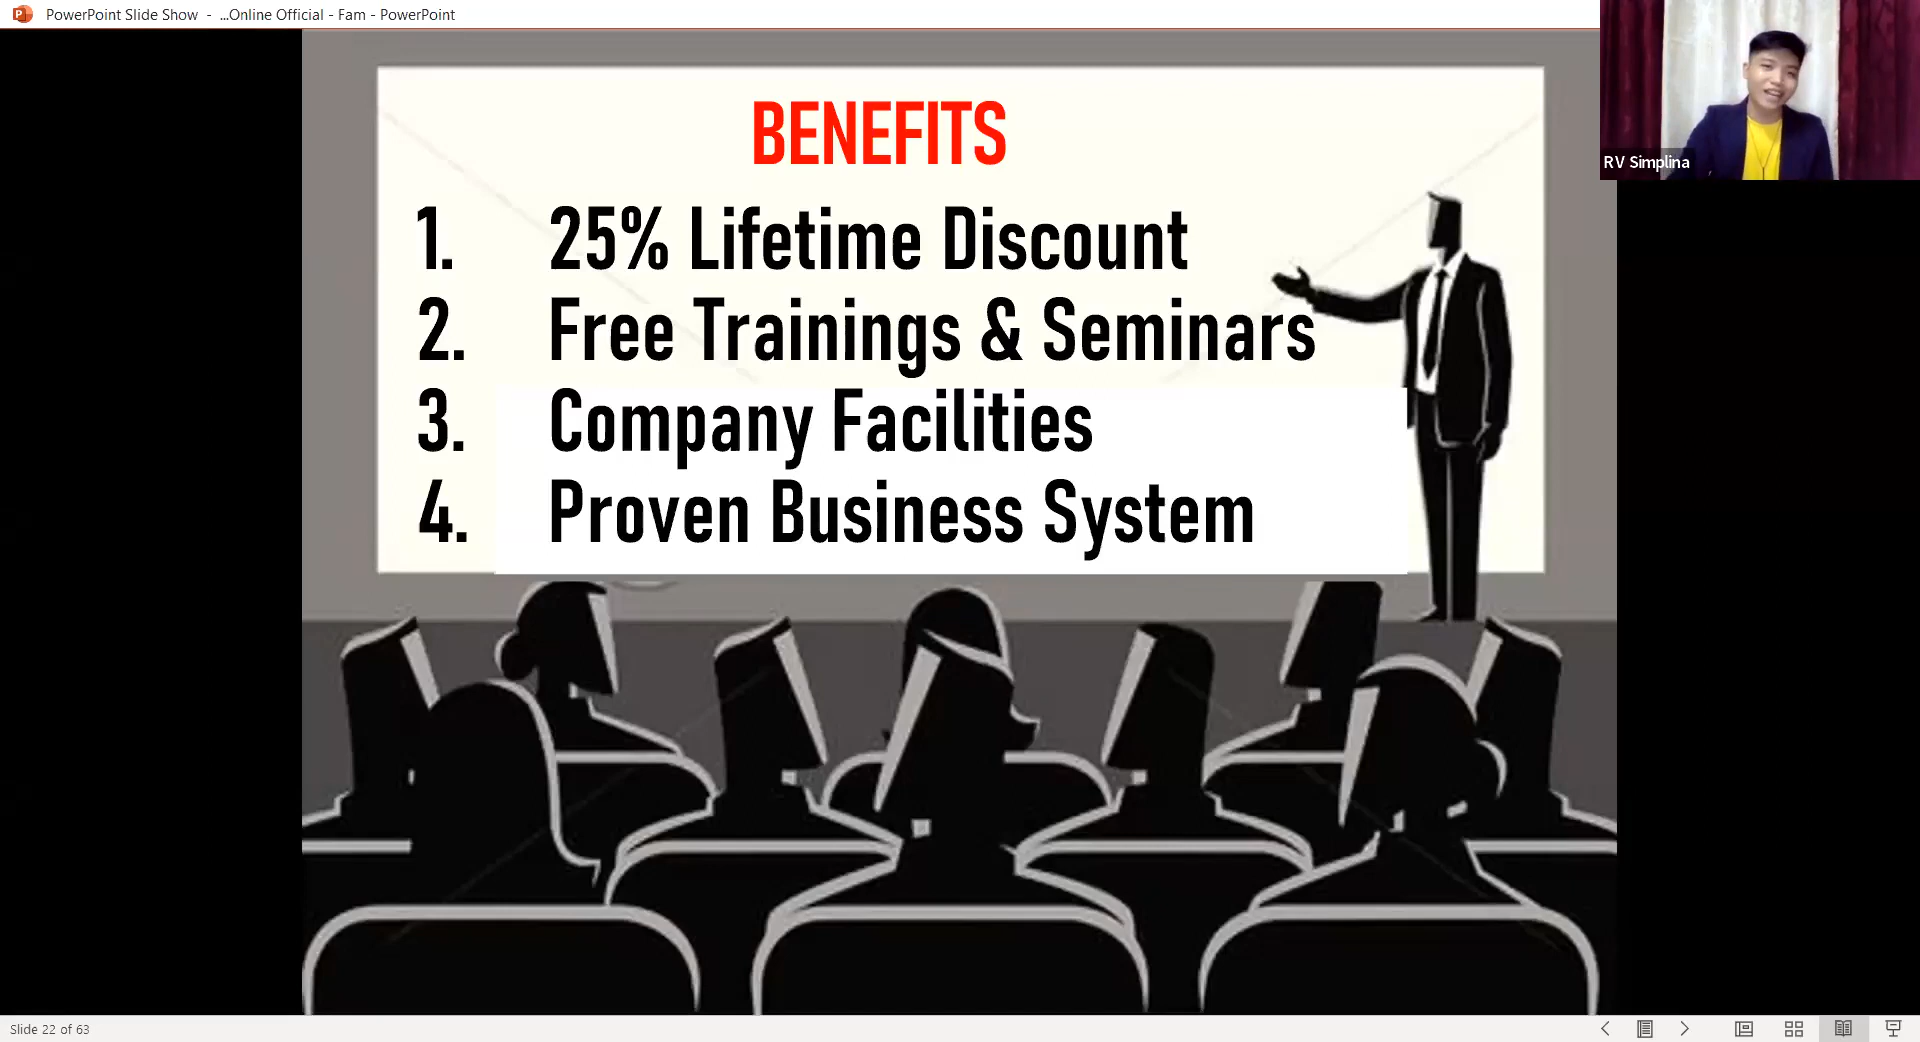 PowerPoint Slide Show - ...Online Official - Fam - PowerPoint
RV Simplina
BENEFITS
1. 25% Lifetime Discount
2. Free Trainings & Seminars
3. Company Facilities
4. Proven Business System
Slide 22 of 63